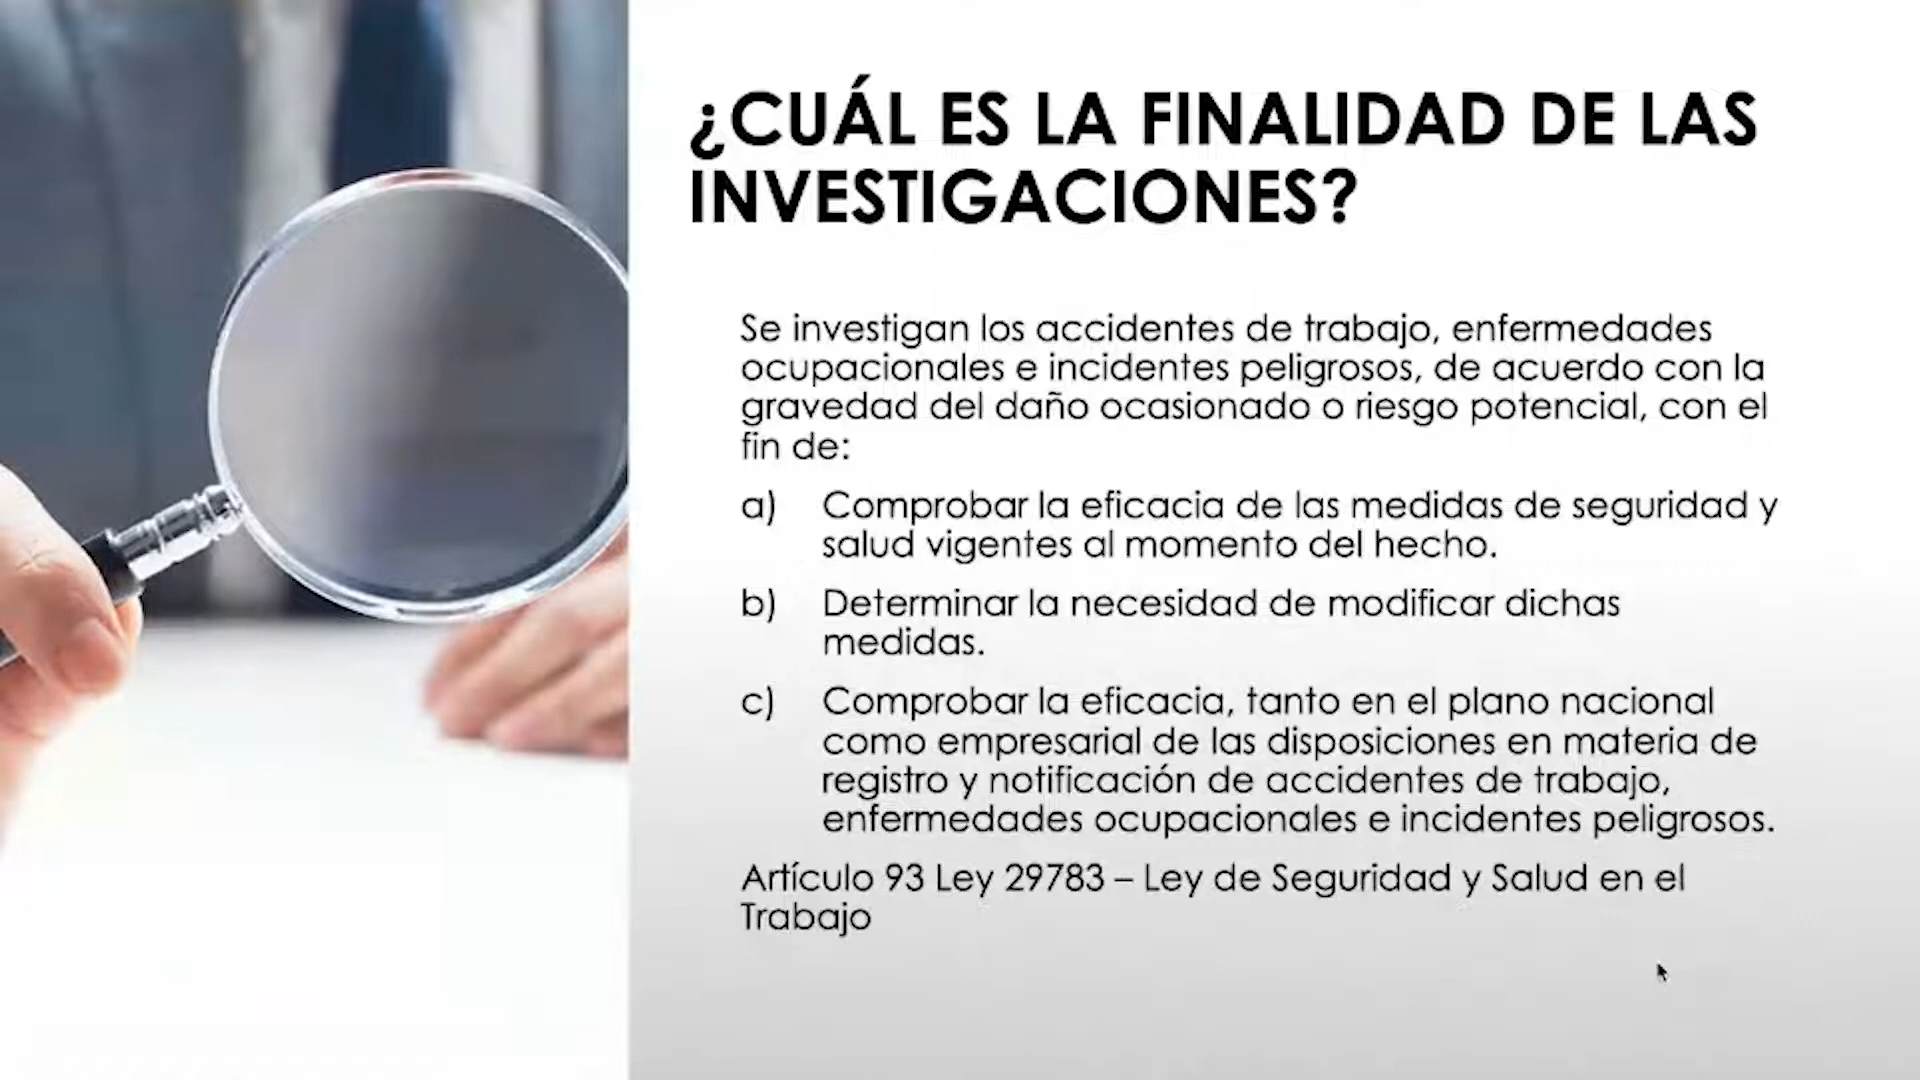 ¿CUÁL ES LA FINALIDAD DE LAS
INVESTIGACIONES?
Se investigan los accidentes de trabajo, enfermedades
ocupacionales e incidentes peligrosos, de acuerdo con la
gravedad del daño ocasionado o riesgo potencial, con el
fin de:
a) Comprobar la eficacia de las medidas de seguridad y
salud vigentes al momento del hecho.
b) Determinar la necesidad de modificar dichas
medidas.
c) Comprobar la eficacia, tanto en el plano nacional
como empresarial de las disposiciones en materia de
registro y notificación de accidentes de trabajo,
enfermedades ocupacionales e incidentes peligrosos.
Artículo 93 Ley 29783 – Ley de Seguridad y Salud en el
Trabajo